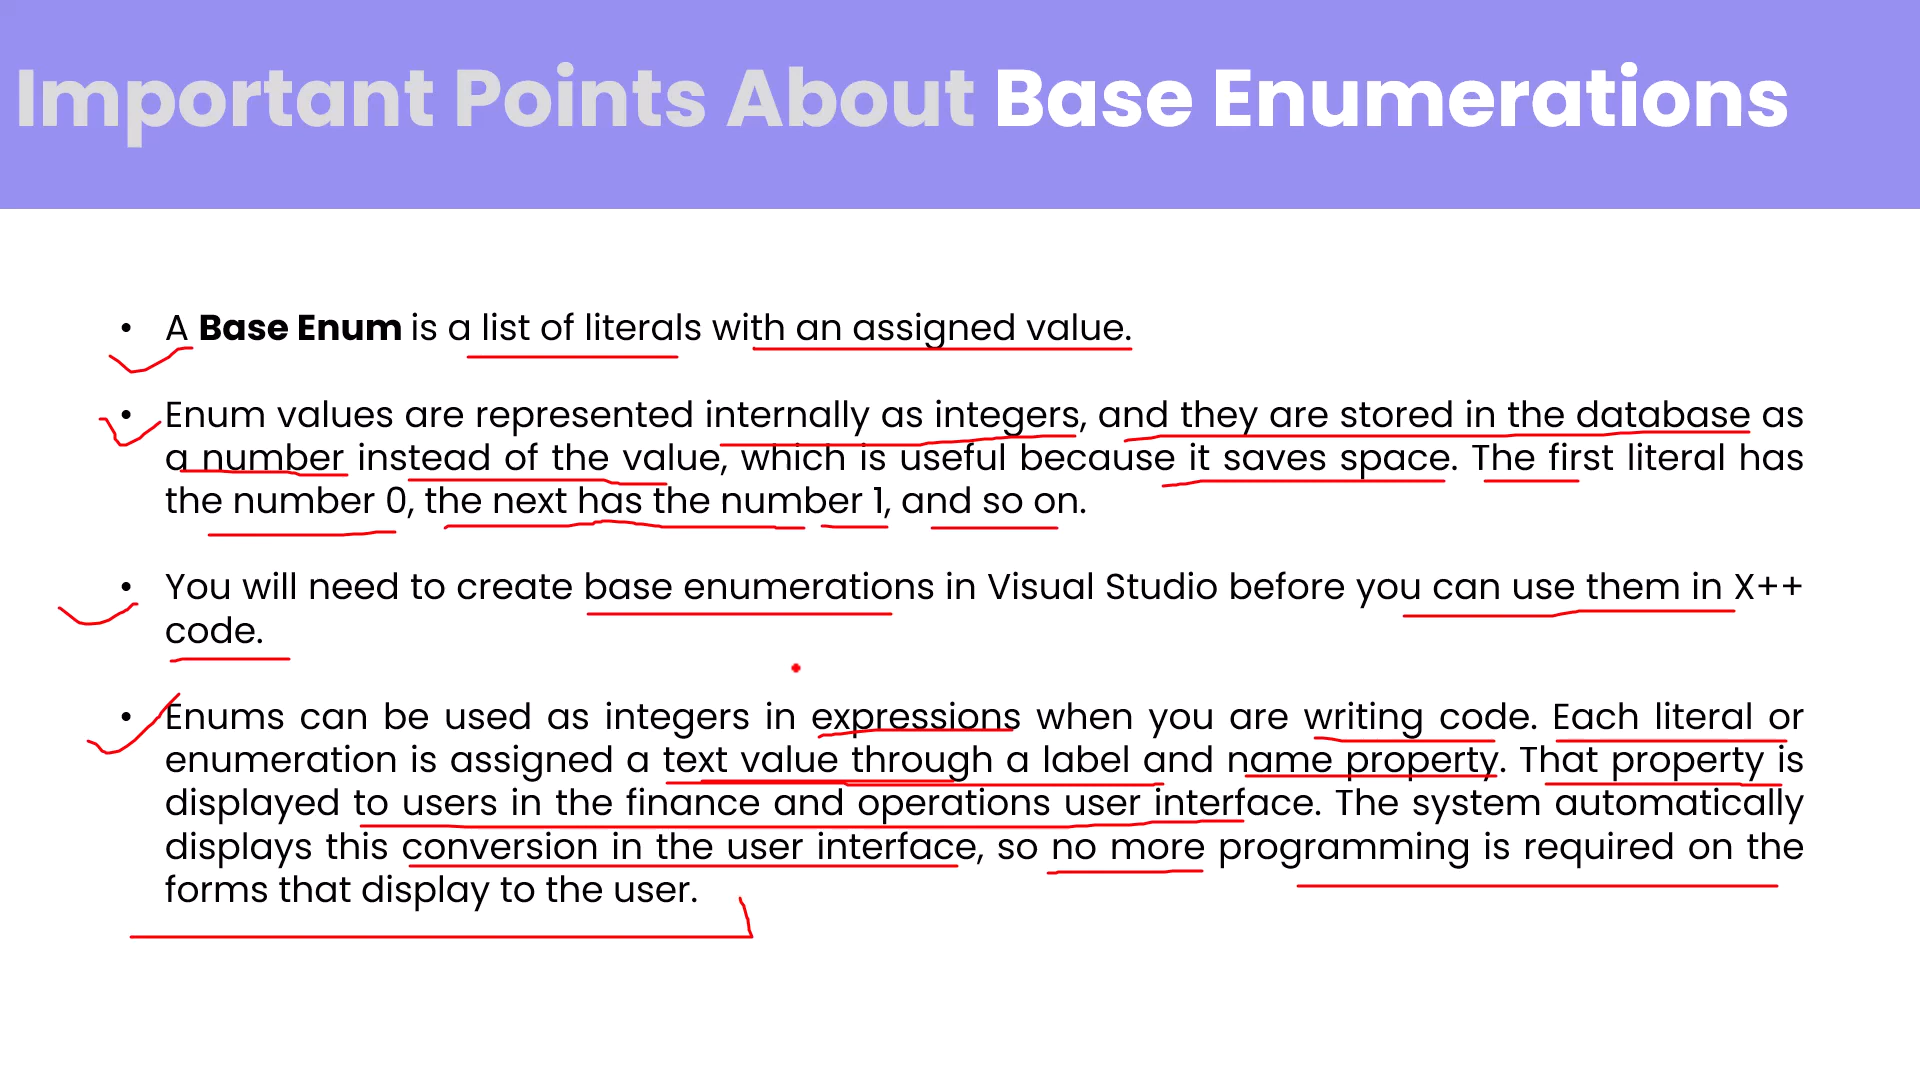 Important Points About Base Enumerations
• A Base Enum is a list of literals with an assigned value.
• Enum values are represented internally as integers, and they are stored in the database as
a number instead of the value, which is useful because it saves space. The first literal has
the number 0, the next has the number 1, and so on.
• You will need to create base enumerations in Visual Studio before you can use them in X++
code.
• Enums can be used as integers in expressions when you are writing code. Each literal or
enumeration is assigned a text value through a label and name property. That property is
displayed to users in the finance and operations user interface. The system automatically
displays this conversion in the user interface, so no more programming is required on the
forms that display to the user.